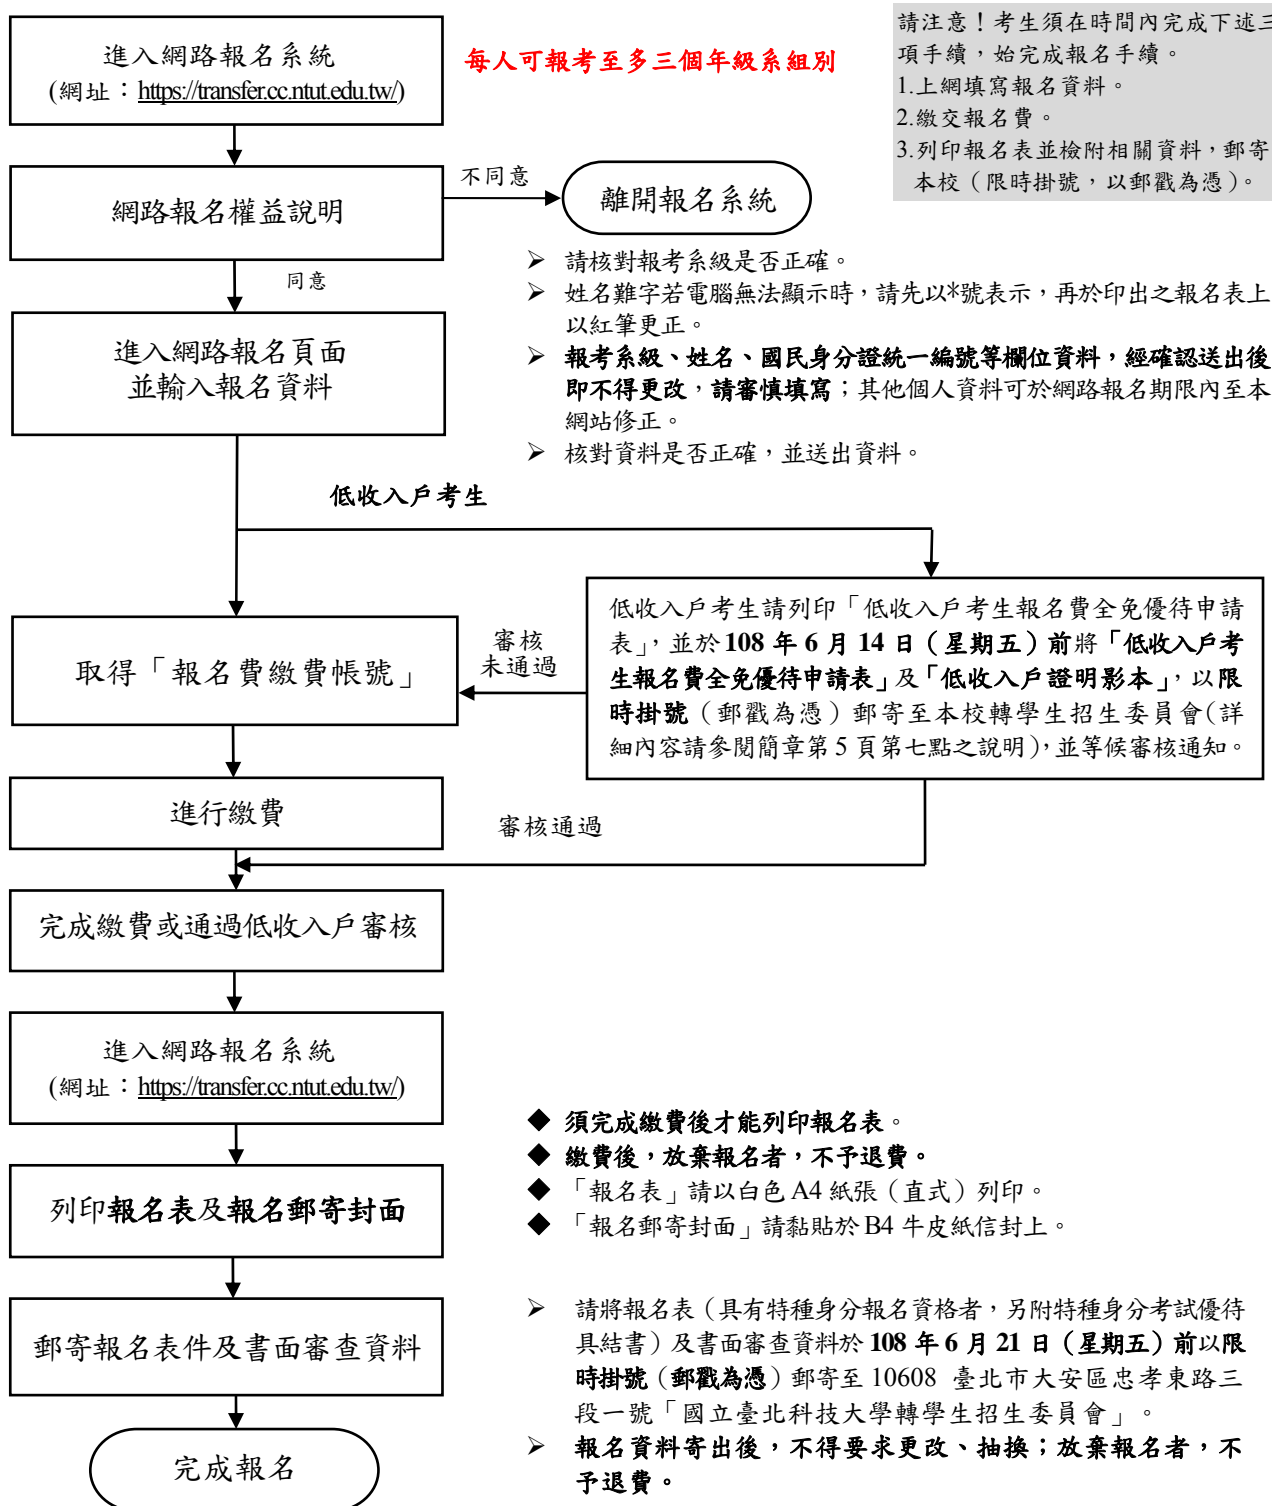 進入網路報名系統
(網址：https://transfer.cc.ntut.edu.tw/)
每人可報考至多三個年級系組別
請注意！考生須在時間內完成下述三
項手續，始完成報名手續。
1.上網填寫報名資料。
2.繳交報名費。
3.列印報名表並檢附相關資料，郵寄
本校（限時掛號，以郵戳為憑）。
網路報名權益說明
不同意
離開報名系統
同意
➢ 請核對報考系級是否正確。
➢ 姓名難字若電腦無法顯示時，請先以*號表示，再於印出之報名表上
以紅筆更正。
➢ 報考系級、姓名、國民身分證統一編號等欄位資料，經確認送出後
即不得更改，請審慎填寫；其他個人資料可於網路報名期限內至本
網站修正。
➢ 核對資料是否正確，並送出資料。
進入網路報名頁面
並輸入報名資料
低收入戶考生
低收入戶考生請列印「低收入戶考生報名費全免優待申請
表」，並於 108 年 6 月 14 日（星期五）前將「低收入戶考
生報名費全免優待申請表」及「低收入戶證明影本」，以限
時掛號（郵戳為憑）郵寄至本校轉學生招生委員會(詳
細內容請參閱簡章第 5 頁第七點之說明)，並等候審核通知。
審核
未通過
取得「報名費繳費帳號」
進行繳費
審核通過
完成繳費或通過低收入戶審核
進入網路報名系統
(網址：https://transfer.cc.ntut.edu.tw/)
◆ 須完成繳費後才能列印報名表。
◆ 繳費後，放棄報名者，不予退費。
◆ 「報名表」請以白色 A4 紙張（直式）列印。
◆ 「報名郵寄封面」請黏貼於 B4 牛皮紙信封上。
列印報名表及報名郵寄封面
郵寄報名表件及書面審查資料
➢ 請將報名表（具有特種身分報名資格者，另附特種身分考試優待
具結書）及書面審查資料於 108 年 6 月 21 日（星期五）前以限
時掛號（郵戳為憑）郵寄至 10608 臺北市大安區忠孝東路三
段一號「國立臺北科技大學轉學生招生委員會」。
➢ 報名資料寄出後，不得要求更改、抽換；放棄報名者，不
予退費。
完成報名